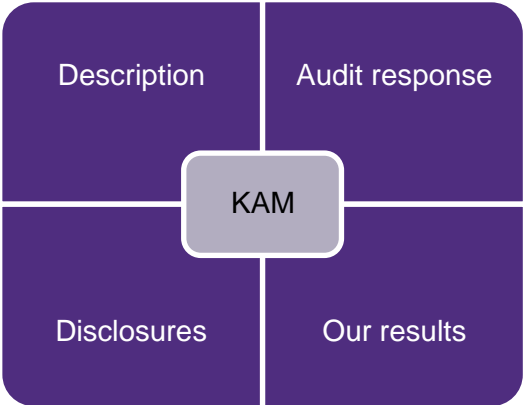 Description
Audit response
KAM
Disclosures
Our results